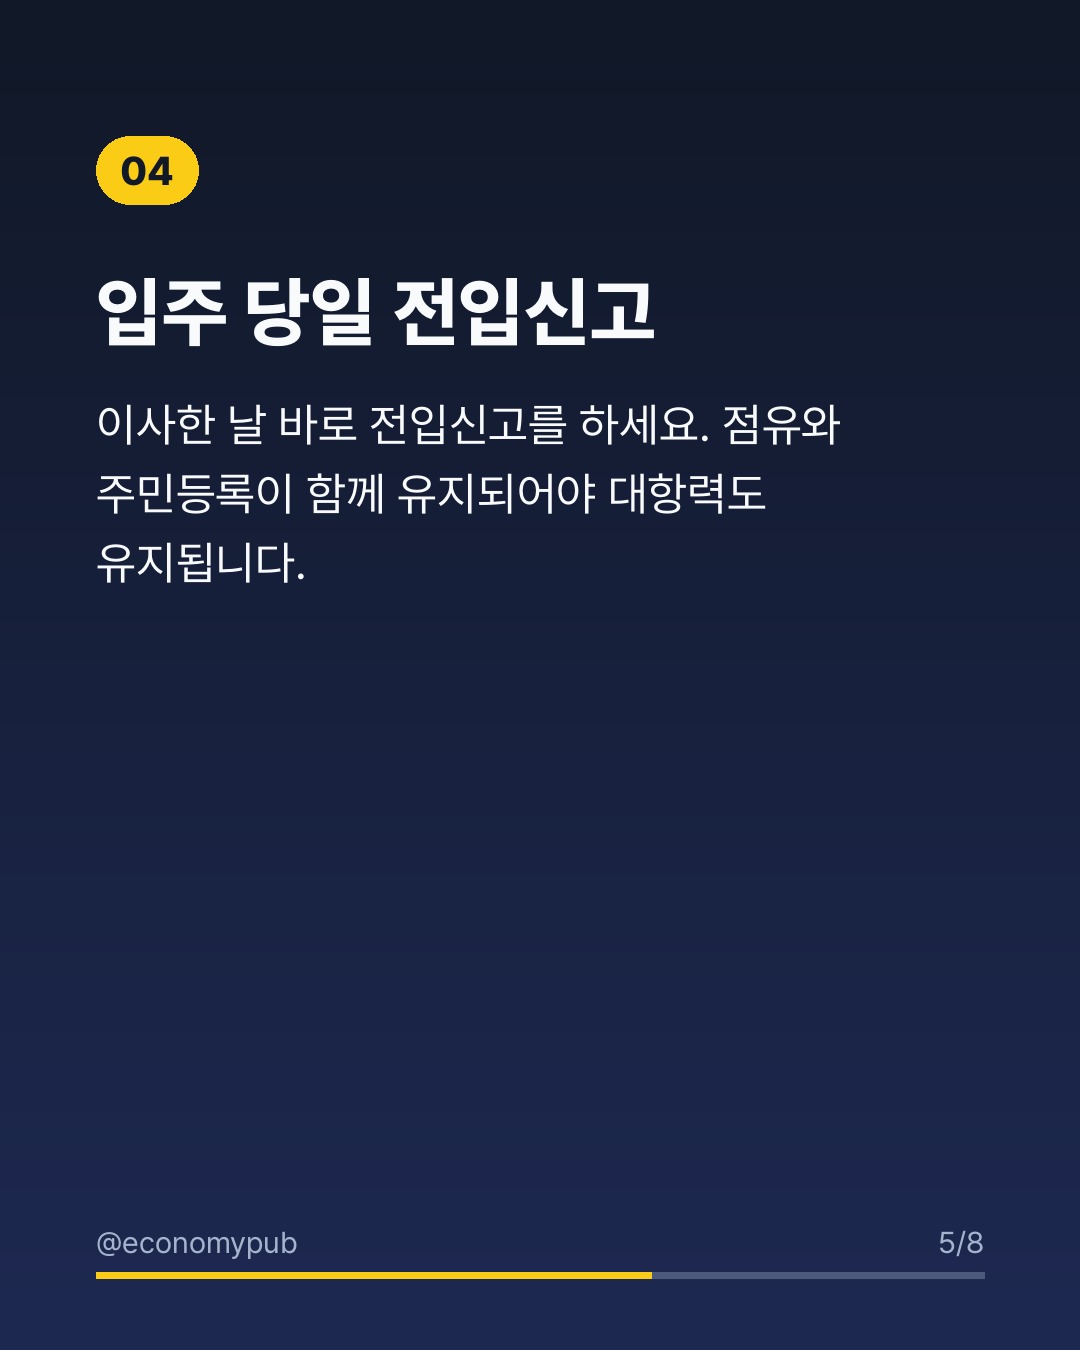 04
입주 당일 전입신고
이사한 날 바로 전입신고를 하세요. 점유와
주민등록이 함께 유지되어야 대항력도
유지됩니다.
@economypub
5/8